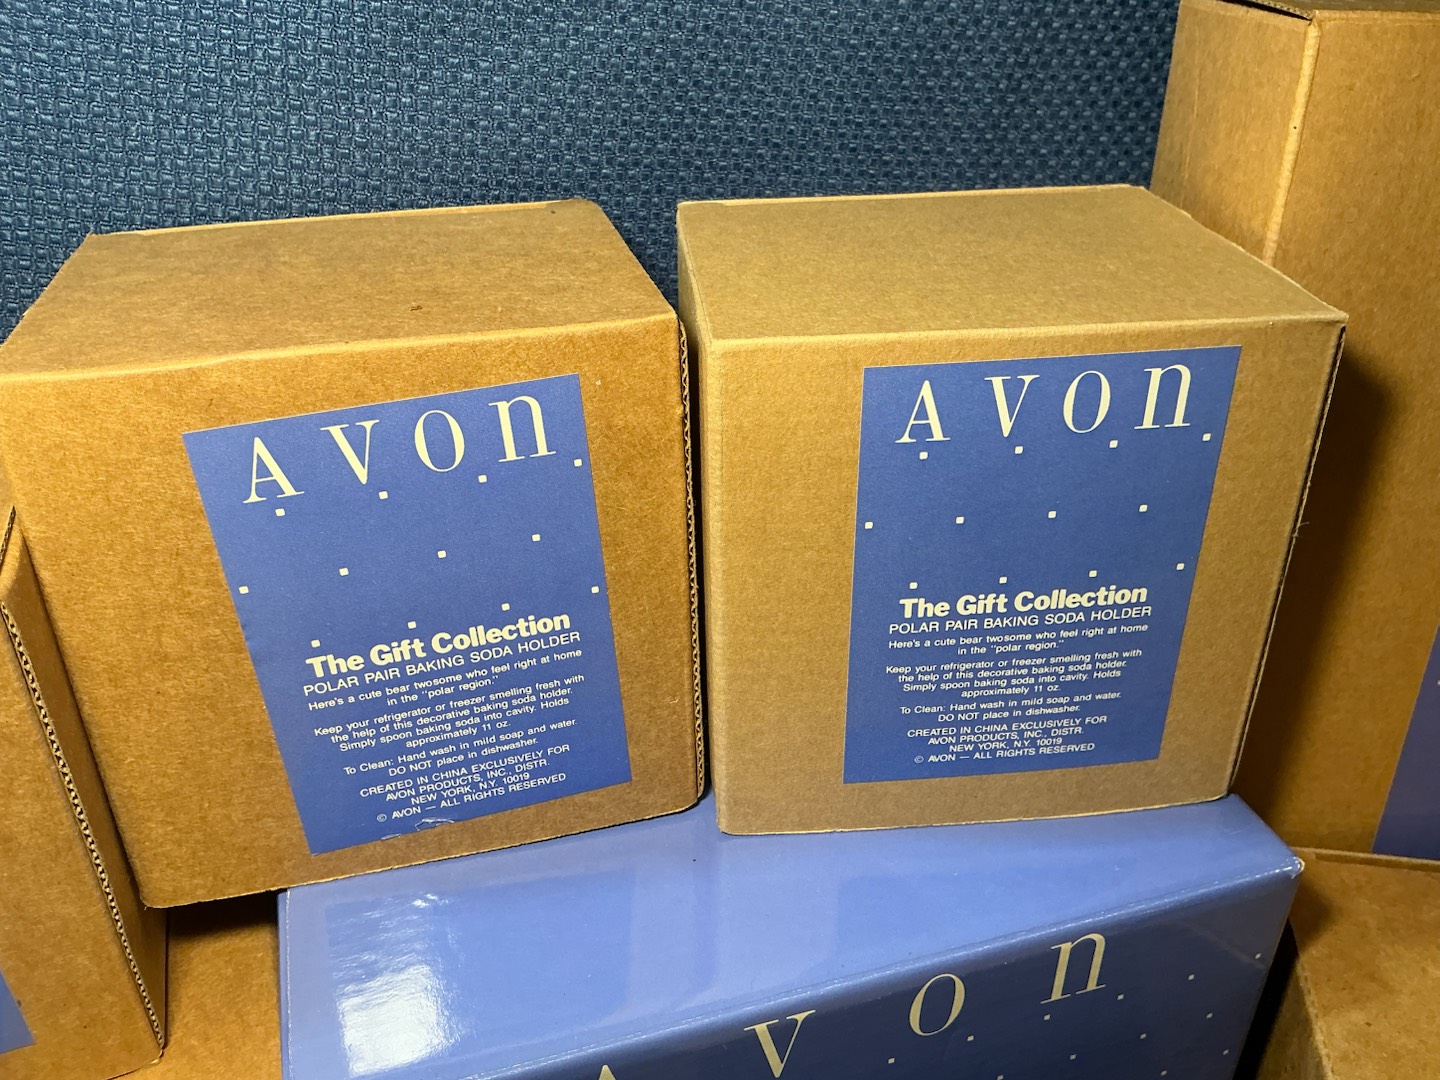 AVON
The Gift Collection
POLAR PAIR BAKING SODA HOLDER
Here's a cute bear twosome who feel right at home
in the "polar region."
Keep your refrigerator or freezer smelling fresh with
the help of this decorative baking soda holder.
Simply spoon baking soda into cavity. Holds
approximately 11 oz.
To Clean: Hand wash in mild soap and water.
DO NOT place in dishwasher.
CREATED IN CHINA EXCLUSIVELY FOR
AVON PRODUCTS, INC., DISTR.
NEW YORK, N.Y. 10019
© AVON — ALL RIGHTS RESERVED
AVON
The Gift Collection
POLAR PAIR BAKING SODA HOLDER
Here's a cute bear twosome who feel right at home
in the "polar region."
Keep your refrigerator or freezer smelling fresh with
the help of this decorative baking soda holder.
Simply spoon baking soda into cavity. Holds
approximately 11 oz.
To Clean: Hand wash in mild soap and water.
DO NOT place in dishwasher.
CREATED IN CHINA EXCLUSIVELY FOR
AVON PRODUCTS, INC., DISTR.
NEW YORK, N.Y. 10019
© AVON — ALL RIGHTS RESERVED
AVON